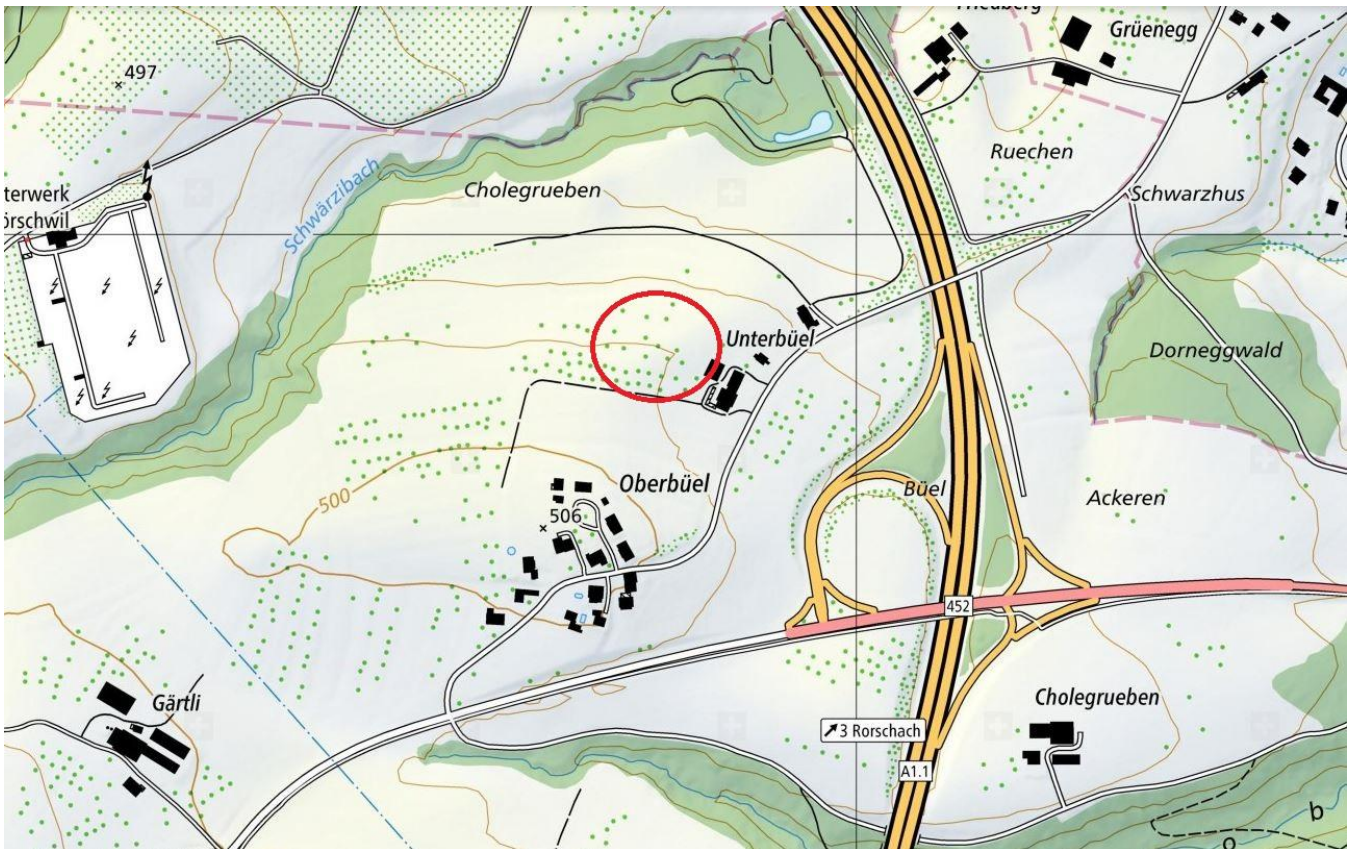 Grüenegg
497
Ruechen
Schwarzhus
Cholegrueben
Schwärzibach
terwerk
örschwil
Unterbüel
Dorneggwald
Oberbüel
500
506
Büel
Ackeren
452
Gärtli
Cholegrueben
3 Rorschach
A1.1
b
o